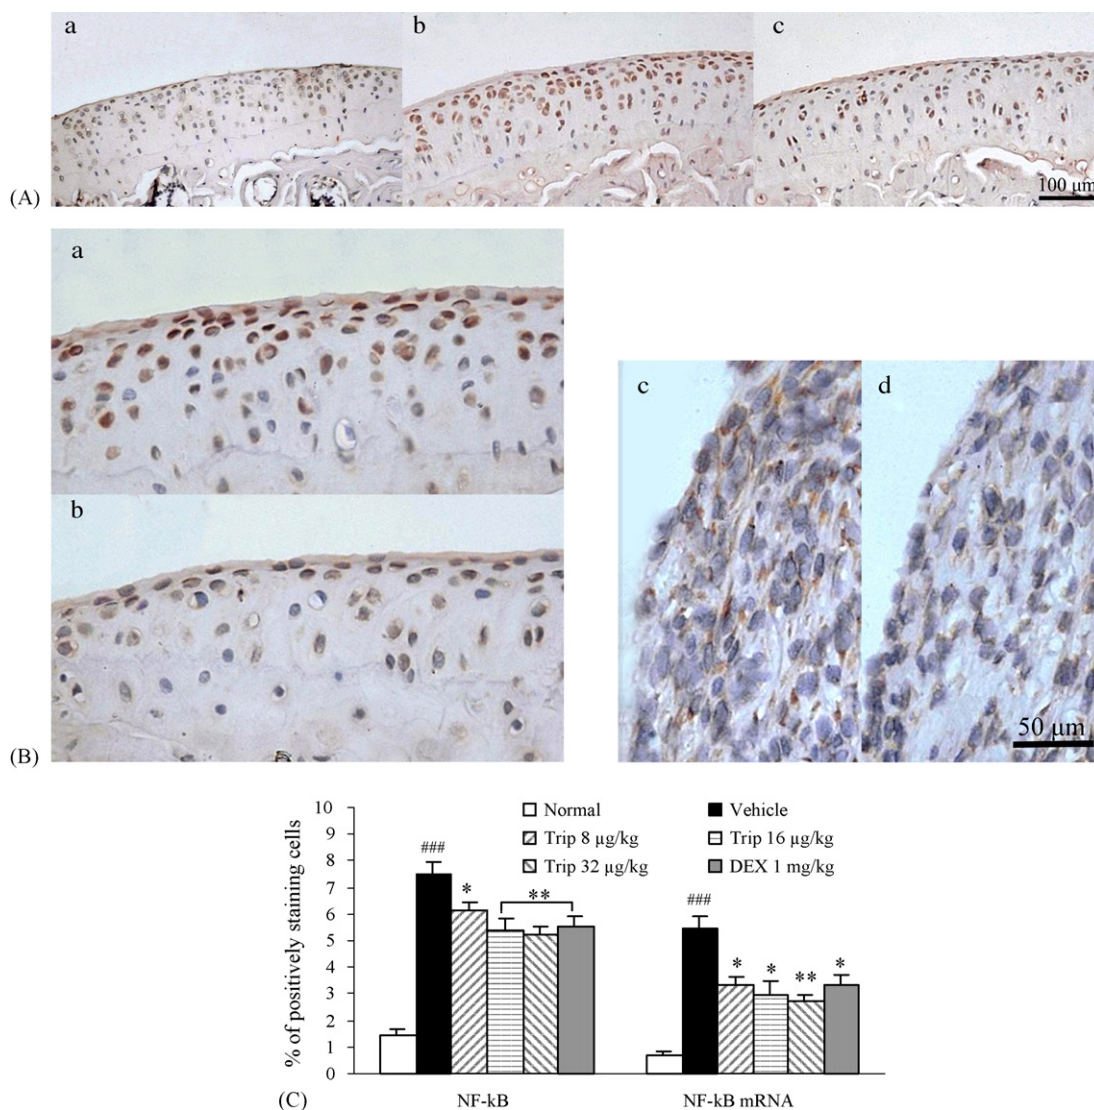 a
b
c
(A)
100 µm
a
b
c
d
(B)
50 µm
10
9
8
7
6
5
4
3
2
1
0
% of positively staining cells
Normal
Vehicle
Trip 8 µg/kg
Trip 16 µg/kg
Trip 32 µg/kg
DEX 1 mg/kg
###
*
**
###
*
*
**
*
(C)
NF-kB
NF-kB mRNA